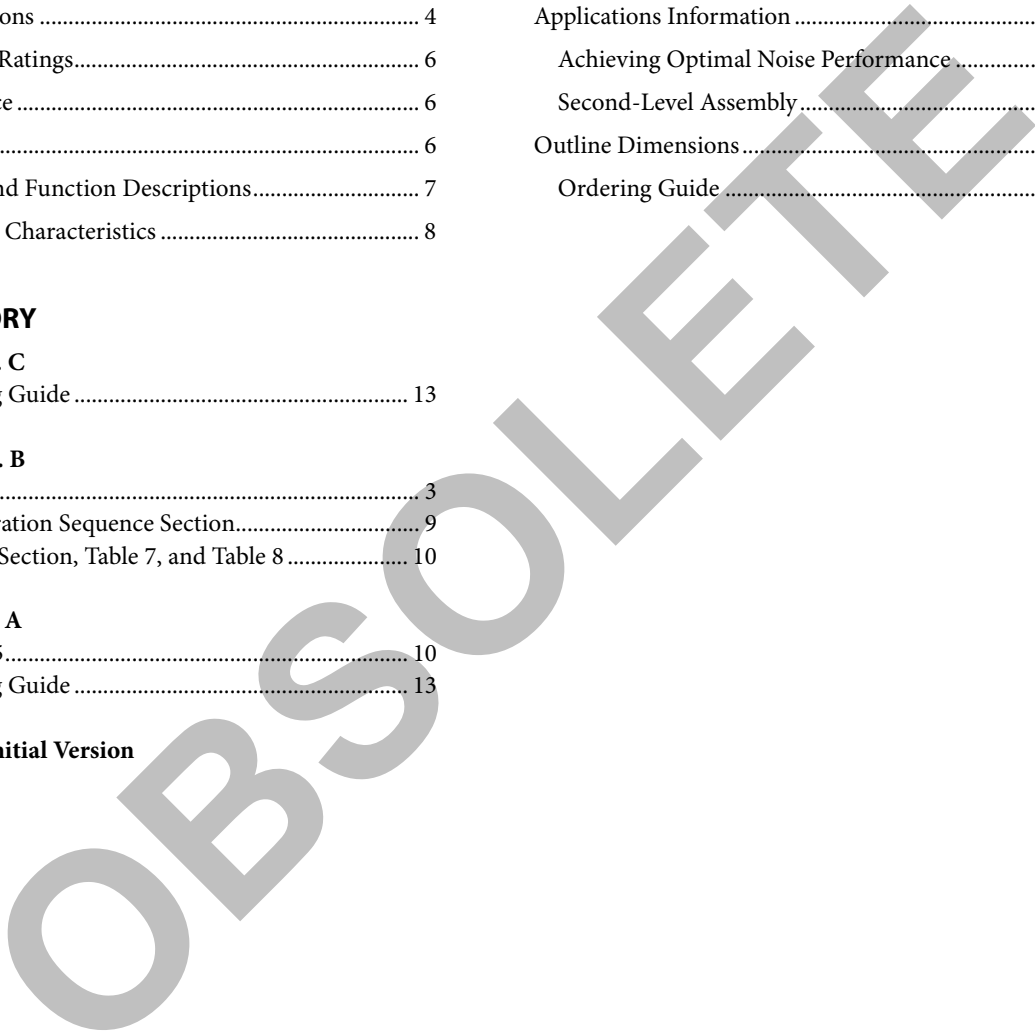 ons ........ 4
Ratings........ 6
ce ........ 6
........ 6
nd Function Descriptions........ 7
Characteristics ........ 8
ORY
. C
g Guide ........ 13
. B
........ 3
ration Sequence Section........ 9
Section, Table 7, and Table 8 ........ 10
A
........ 10
g Guide ........ 13
nitial Version
Applications Information ........
Achieving Optimal Noise Performance ........
Second-Level Assembly ........
Outline Dimensions ........
Ordering Guide ........
OBSOLETE